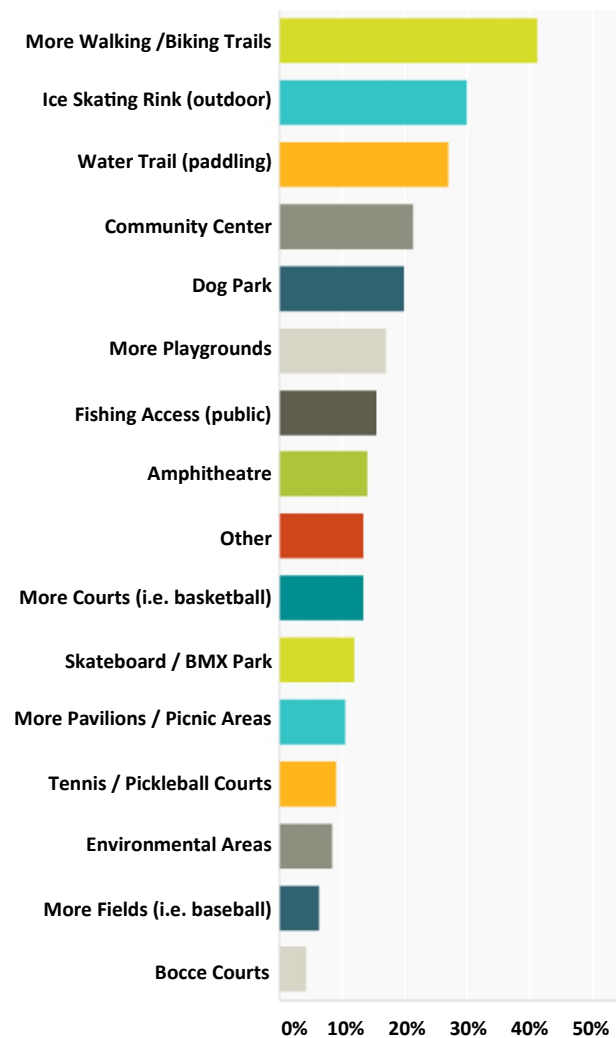 More Walking /Biking Trails
Ice Skating Rink (outdoor)
Water Trail (paddling)
Community Center
Dog Park
More Playgrounds
Fishing Access (public)
Amphitheatre
Other
More Courts (i.e. basketball)
Skateboard / BMX Park
More Pavilions / Picnic Areas
Tennis / Pickleball Courts
Environmental Areas
More Fields (i.e. baseball)
Bocce Courts
0% 10% 20% 30% 40% 50%